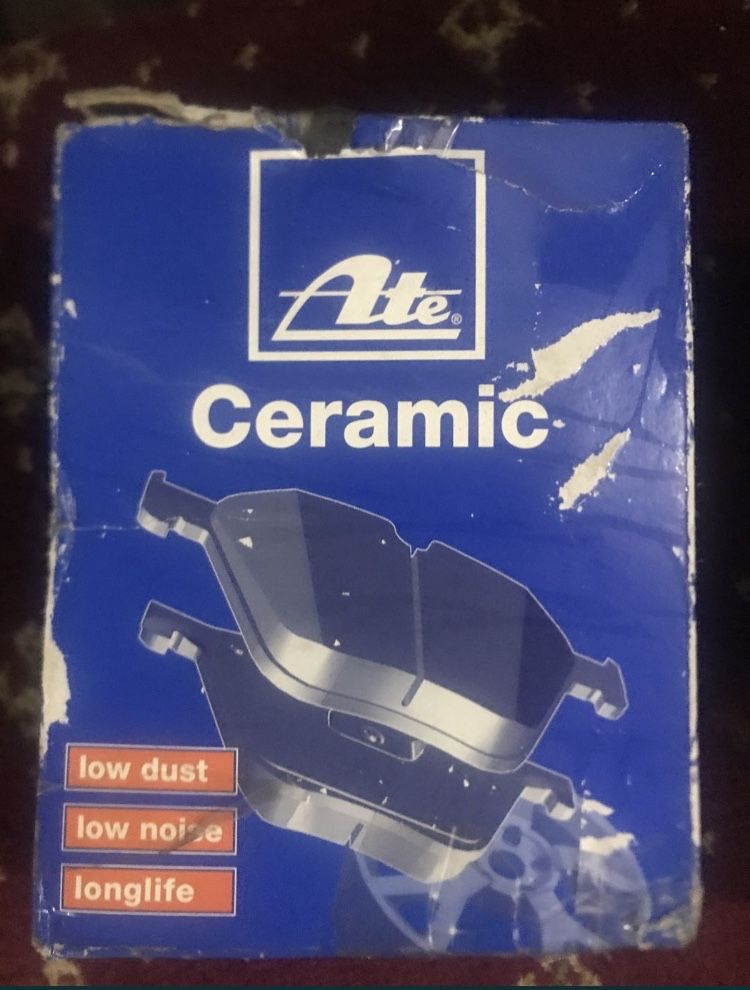 Ate®
Ceramic
low dust
low noise
longlife